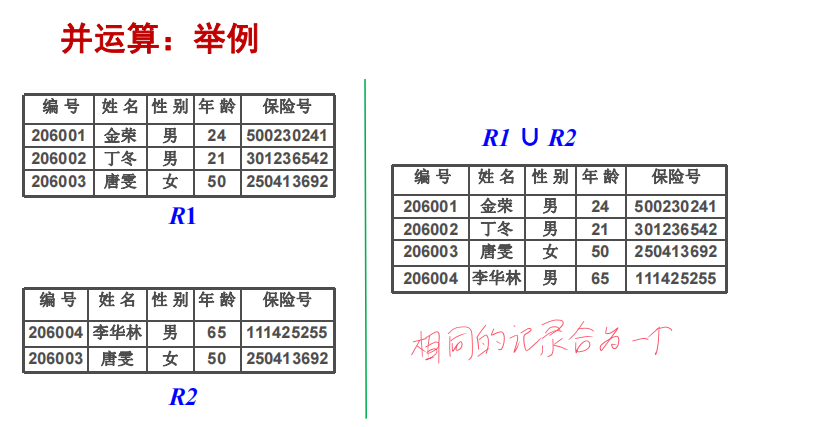 并运算：举例
编 号 姓 名 性 别 年 龄 保险号
206001 金荣 男 24 500230241
206002 丁冬 男 21 301236542
206003 唐雯 女 50 250413692
R1
编 号 姓 名 性 别 年 龄 保险号
206004 李华林 男 65 111425255
206003 唐雯 女 50 250413692
R2
R1 ∪ R2
编 号 姓 名 性 别 年 龄 保险号
206001 金荣 男 24 500230241
206002 丁冬 男 21 301236542
206003 唐雯 女 50 250413692
206004 李华林 男 65 111425255
相同的记录合为一个